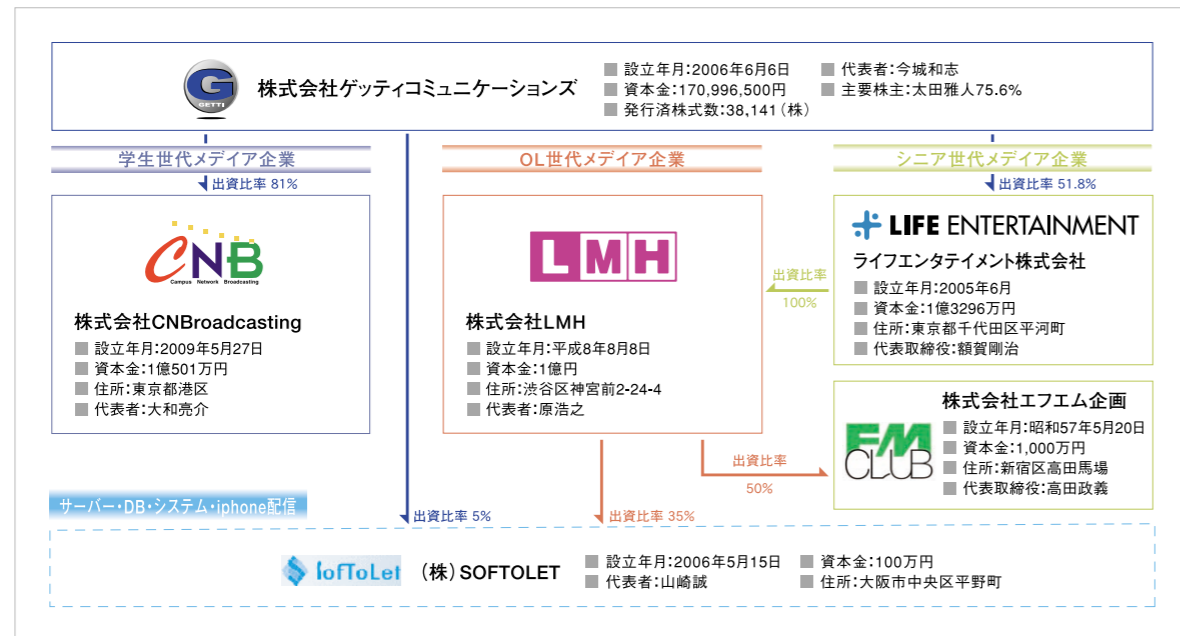 G
GETTI
株式会社ゲッティコミュニケーションズ
■ 設立年月:2006年6月6日
■ 資本金:170,996,500円
■ 発行済株式数:38,141(株)
■ 代表者:今城和志
■ 主要株主:太田雅人75.6%
学生世代メデイア企業
出資比率 81%
CNB
Campus Network Broadcasting
株式会社CNBroadcasting
■ 設立年月:2009年5月27日
■ 資本金:1億501万円
■ 住所:東京都港区
■ 代表者:大和亮介
OL世代メデイア企業
LMH
株式会社LMH
■ 設立年月:平成8年8月8日
■ 資本金:1億円
■ 住所:渋谷区神宮前2-24-4
■ 代表者:原浩之
シニア世代メデイア企業
出資比率 51.8%
LIFE ENTERTAINMENT
ライフエンタテイメント株式会社
■ 設立年月:2005年6月
■ 資本金:1億3296万円
■ 住所:東京都千代田区平河町
■ 代表取締役:額賀剛治
出資比率
100%
株式会社エフエム企画
FM
CLUB
■ 設立年月:昭和57年5月20日
■ 資本金:1,000万円
■ 住所:新宿区高田馬場
■ 代表取締役:高田政義
出資比率
50%
サーバー・DB・システム・iphone配信
出資比率 5%
出資比率 35%
SofToLet
(株)SOFTOLET
■ 設立年月:2006年5月15日
■ 代表者:山崎誠
■ 資本金:100万円
■ 住所:大阪市中央区平野町